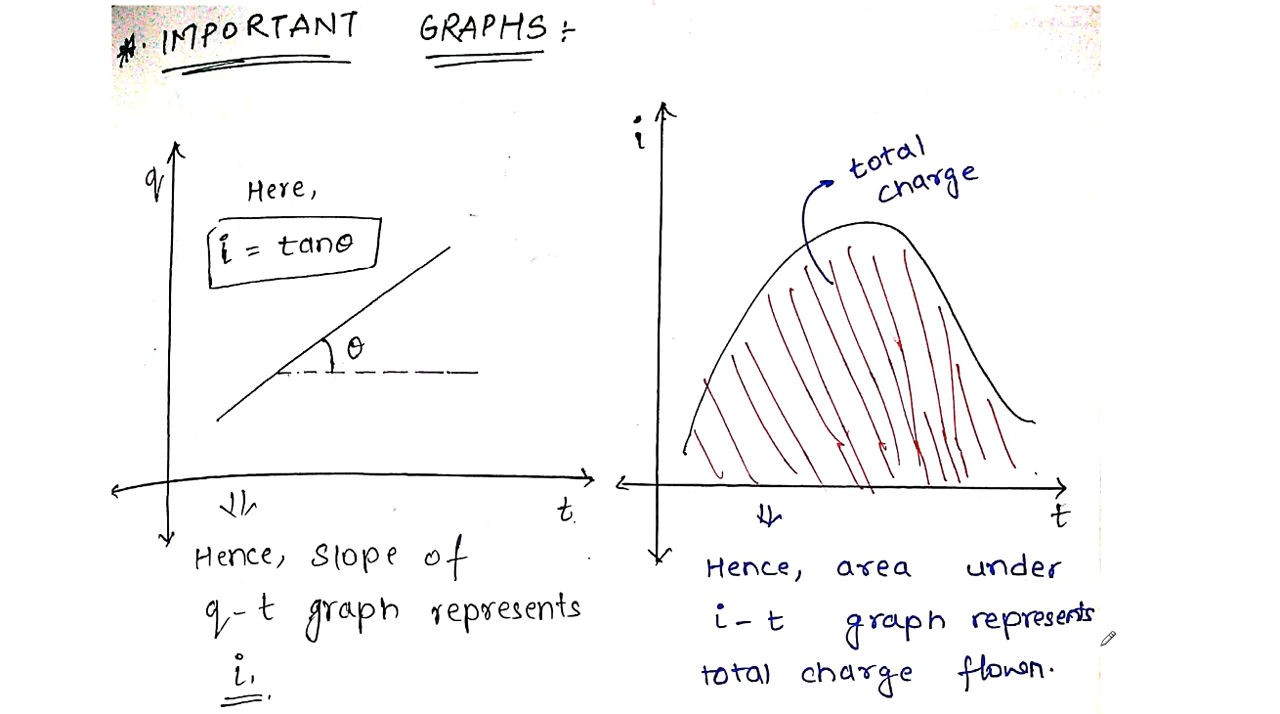 *. IMPORTANT GRAPHS :-
q
Here,
i = tanθ
θ
t
Hence, slope of
q-t graph represents
i.
i
total
charge
t
Hence, area under
i-t graph represents
total charge flown.